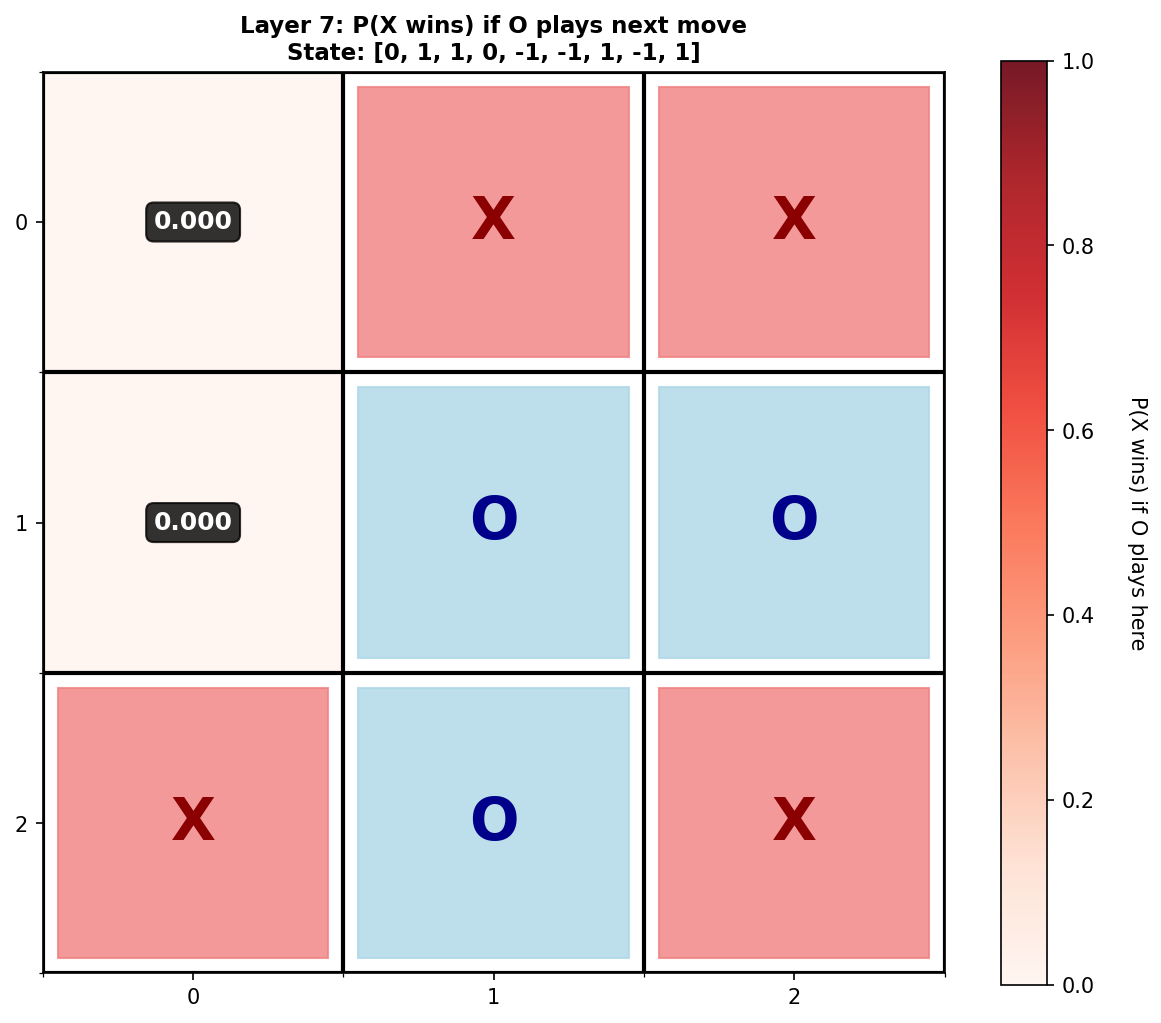 Layer 7: P(X wins) if O plays next move
State: [0, 1, 1, 0, -1, -1, 1, -1, 1]
0
0.000
X
X
1
0.000
O
O
2
X
O
X
0
1
2
1.0
0.8
0.6
0.4
0.2
0.0
P(X wins) if O plays here